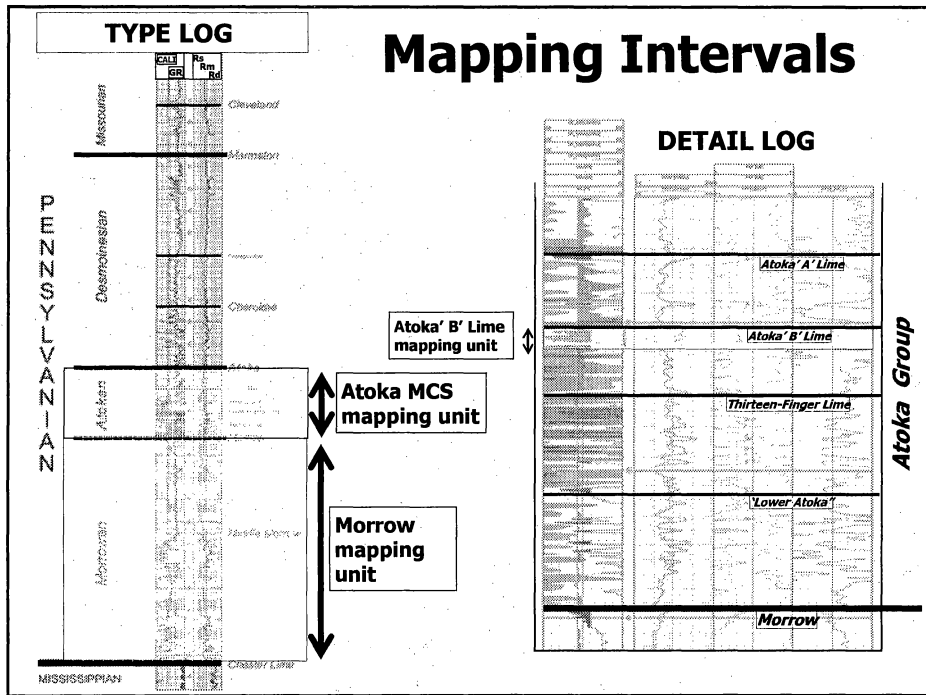 TYPE LOG
Mapping Intervals
CALI
GR
Rs
Rm
Rd
Missourian
Cleveland
Marmaton
PENNSYLVANIAN
Desmoinesian
Cherokee
Atoka
Atokan
Atoka MCS
mapping unit
Morrowan
Middle Morrow
Morrow
mapping
unit
Chester Lime
MISSISSIPPIAN
DETAIL LOG
Atoka' A' Lime
Atoka' B' Lime
mapping unit
Atoka' B' Lime
Thirteen-Finger Lime
'Lower Atoka"
Morrow
Atoka Group